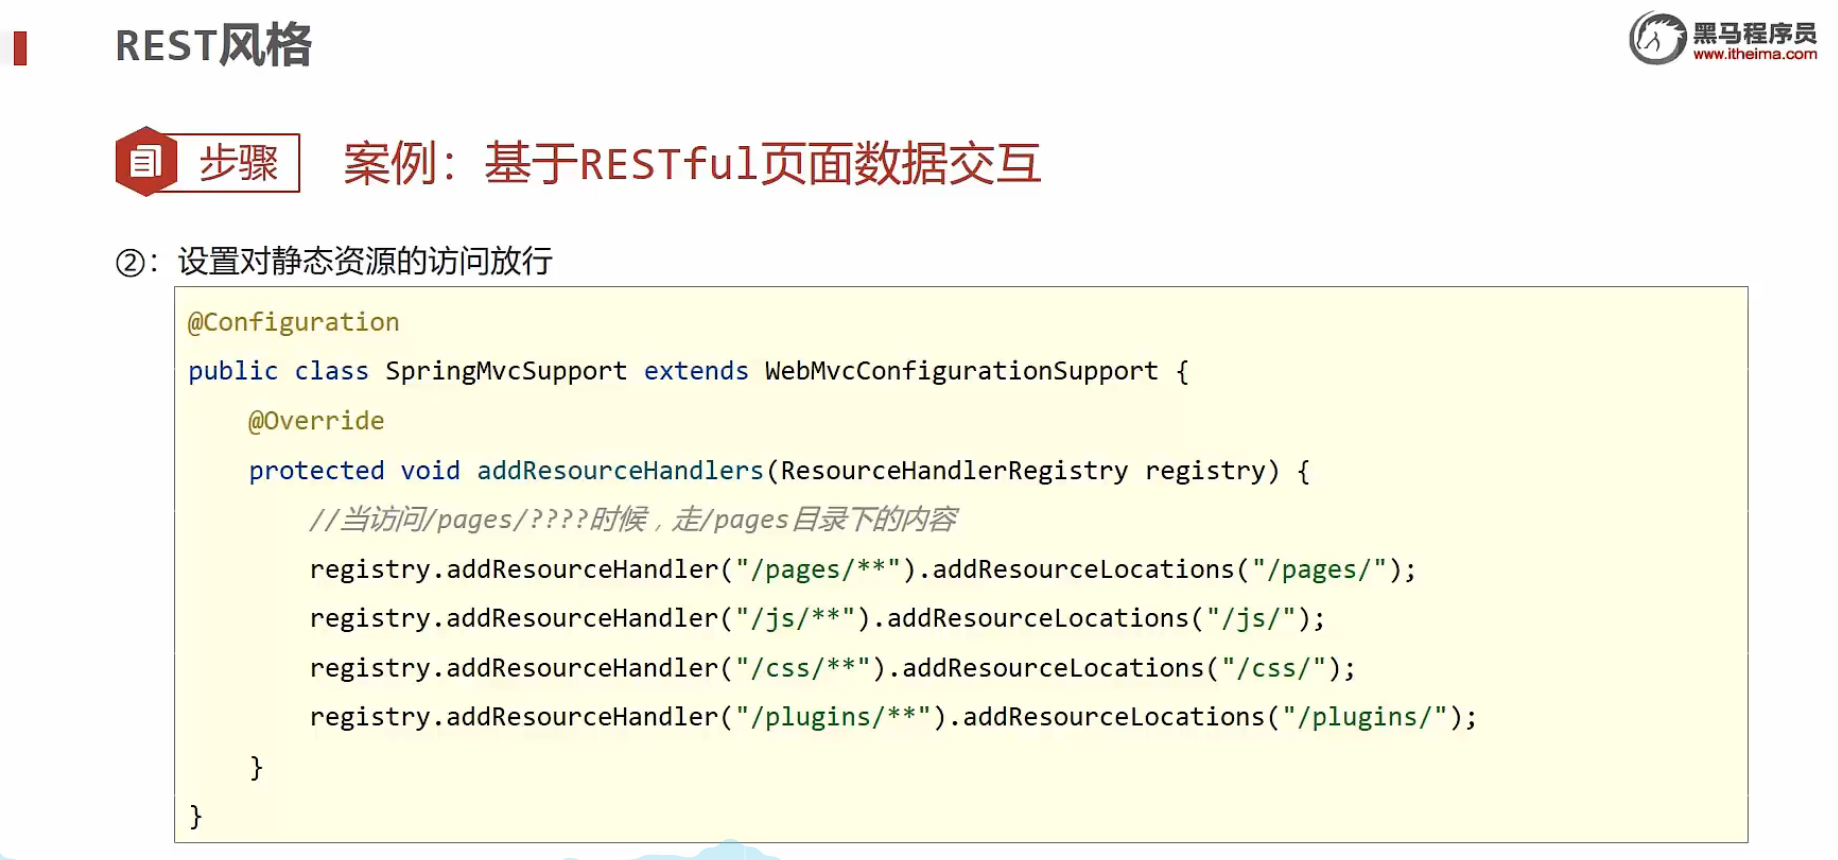 REST风格
黑马程序员
www.itheima.com
步骤
案例：基于RESTful页面数据交互
②：设置对静态资源的访问放行
@Configuration
public class SpringMvcSupport extends WebMvcConfigurationSupport {
    @Override
    protected void addResourceHandlers(ResourceHandlerRegistry registry) {
        //当访问/pages/????时候，走/pages目录下的内容
        registry.addResourceHandler("/pages/**").addResourceLocations("/pages/");
        registry.addResourceHandler("/js/**").addResourceLocations("/js/");
        registry.addResourceHandler("/css/**").addResourceLocations("/css/");
        registry.addResourceHandler("/plugins/**").addResourceLocations("/plugins/");
    }
}